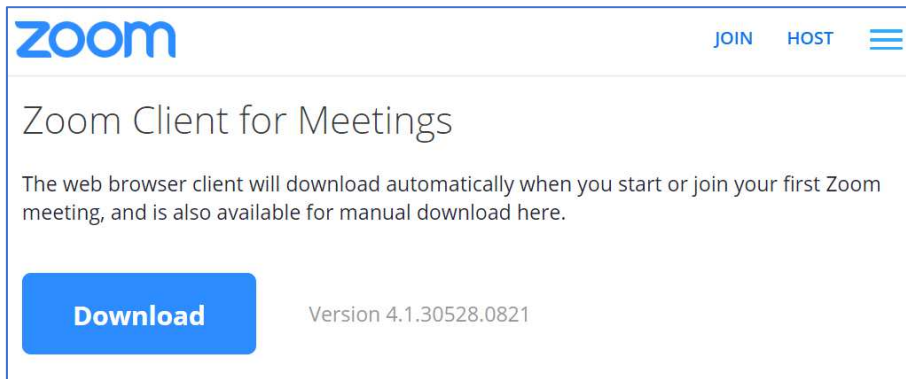 zoom
JOIN HOST
Zoom Client for Meetings
The web browser client will download automatically when you start or join your first Zoom
meeting, and is also available for manual download here.
Download Version 4.1.30528.0821